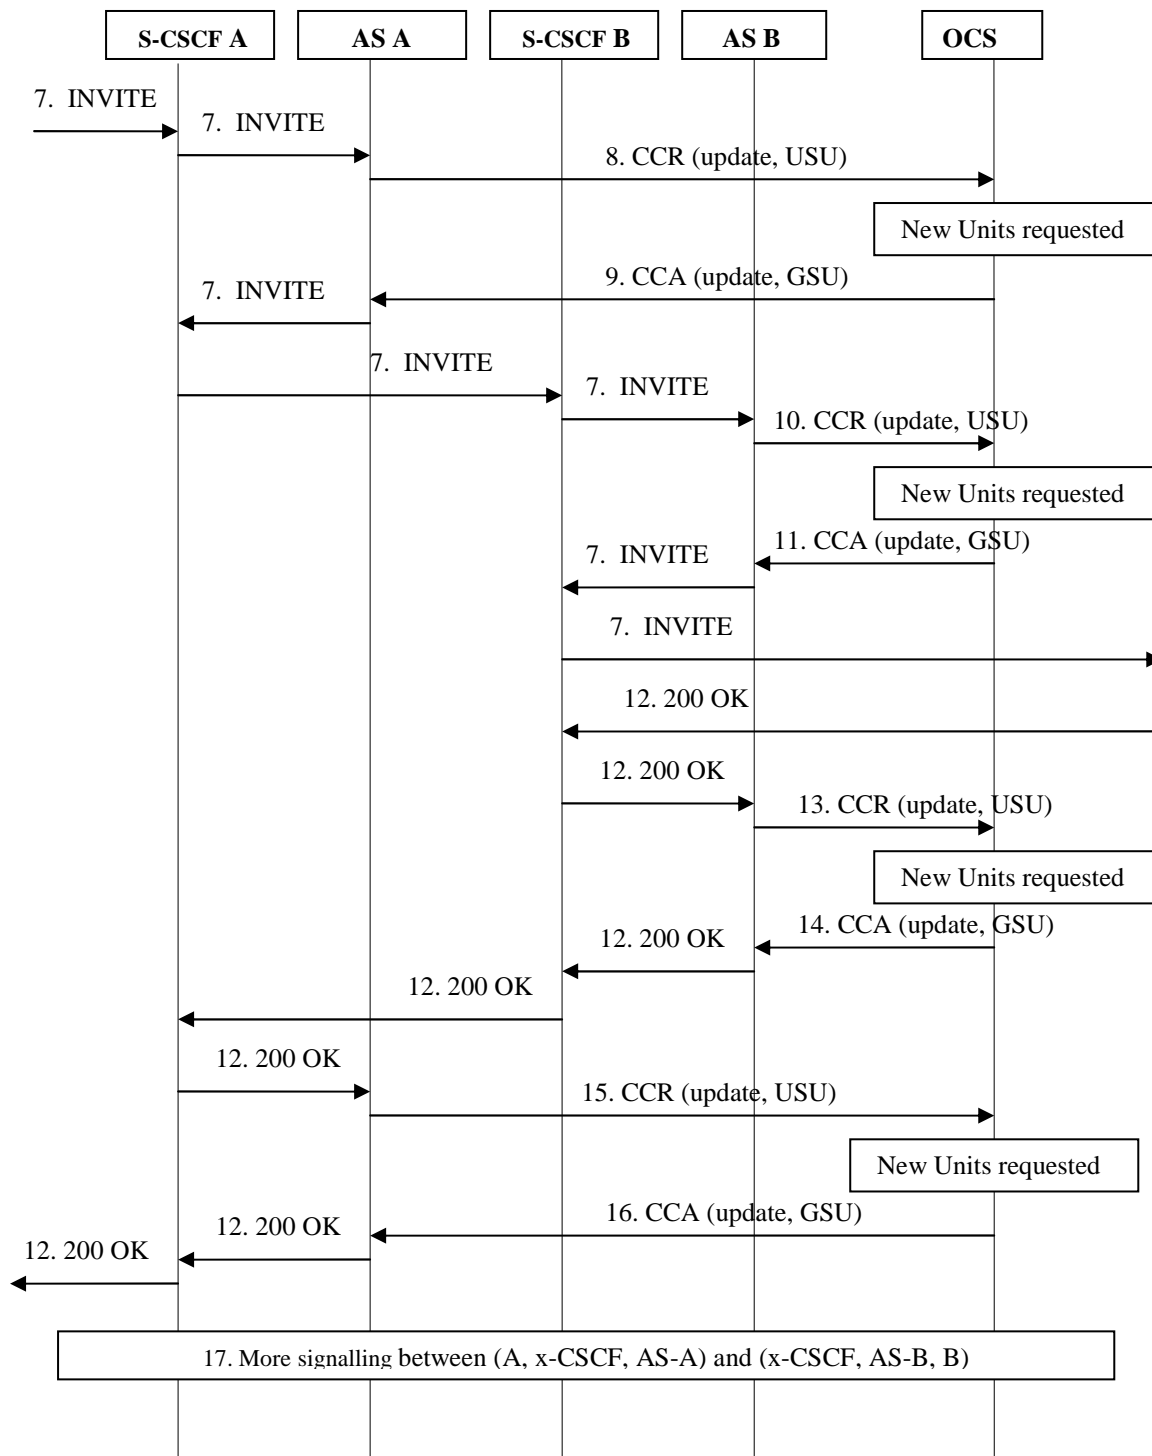 S-CSCF A
AS A
S-CSCF B
AS B
OCS
7. INVITE
7. INVITE
8. CCR (update, USU)
New Units requested
9. CCA (update, GSU)
7. INVITE
7. INVITE
7. INVITE
10. CCR (update, USU)
New Units requested
11. CCA (update, GSU)
7. INVITE
7. INVITE
12. 200 OK
12. 200 OK
13. CCR (update, USU)
New Units requested
14. CCA (update, GSU)
12. 200 OK
12. 200 OK
12. 200 OK
15. CCR (update, USU)
New Units requested
16. CCA (update, GSU)
12. 200 OK
12. 200 OK
17. More signalling between (A, x-CSCF, AS-A) and (x-CSCF, AS-B, B)